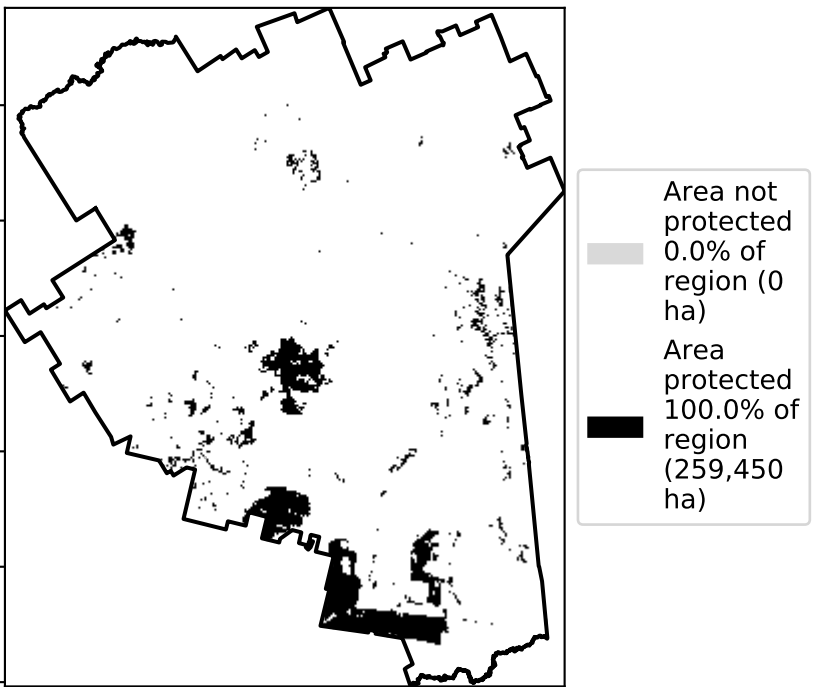 Area not
protected
0.0% of
region (0
ha)
Area
protected
100.0% of
region
(259,450
ha)